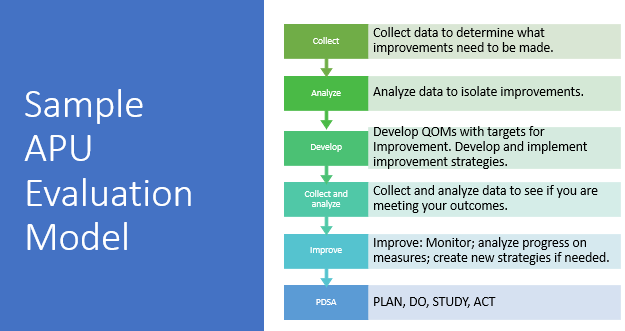 Sample
APU
Evaluation
Model
Collect
Collect data to determine what
improvements need to be made.
Analyze
Analyze data to isolate improvements.
Develop
Develop QOMs with targets for
Improvement. Develop and implement
improvement strategies.
Collect and
analyze
Collect and analyze data to see if you are
meeting your outcomes.
Improve
Improve: Monitor; analyze progress on
measures; create new strategies if needed.
PDSA
PLAN, DO, STUDY, ACT